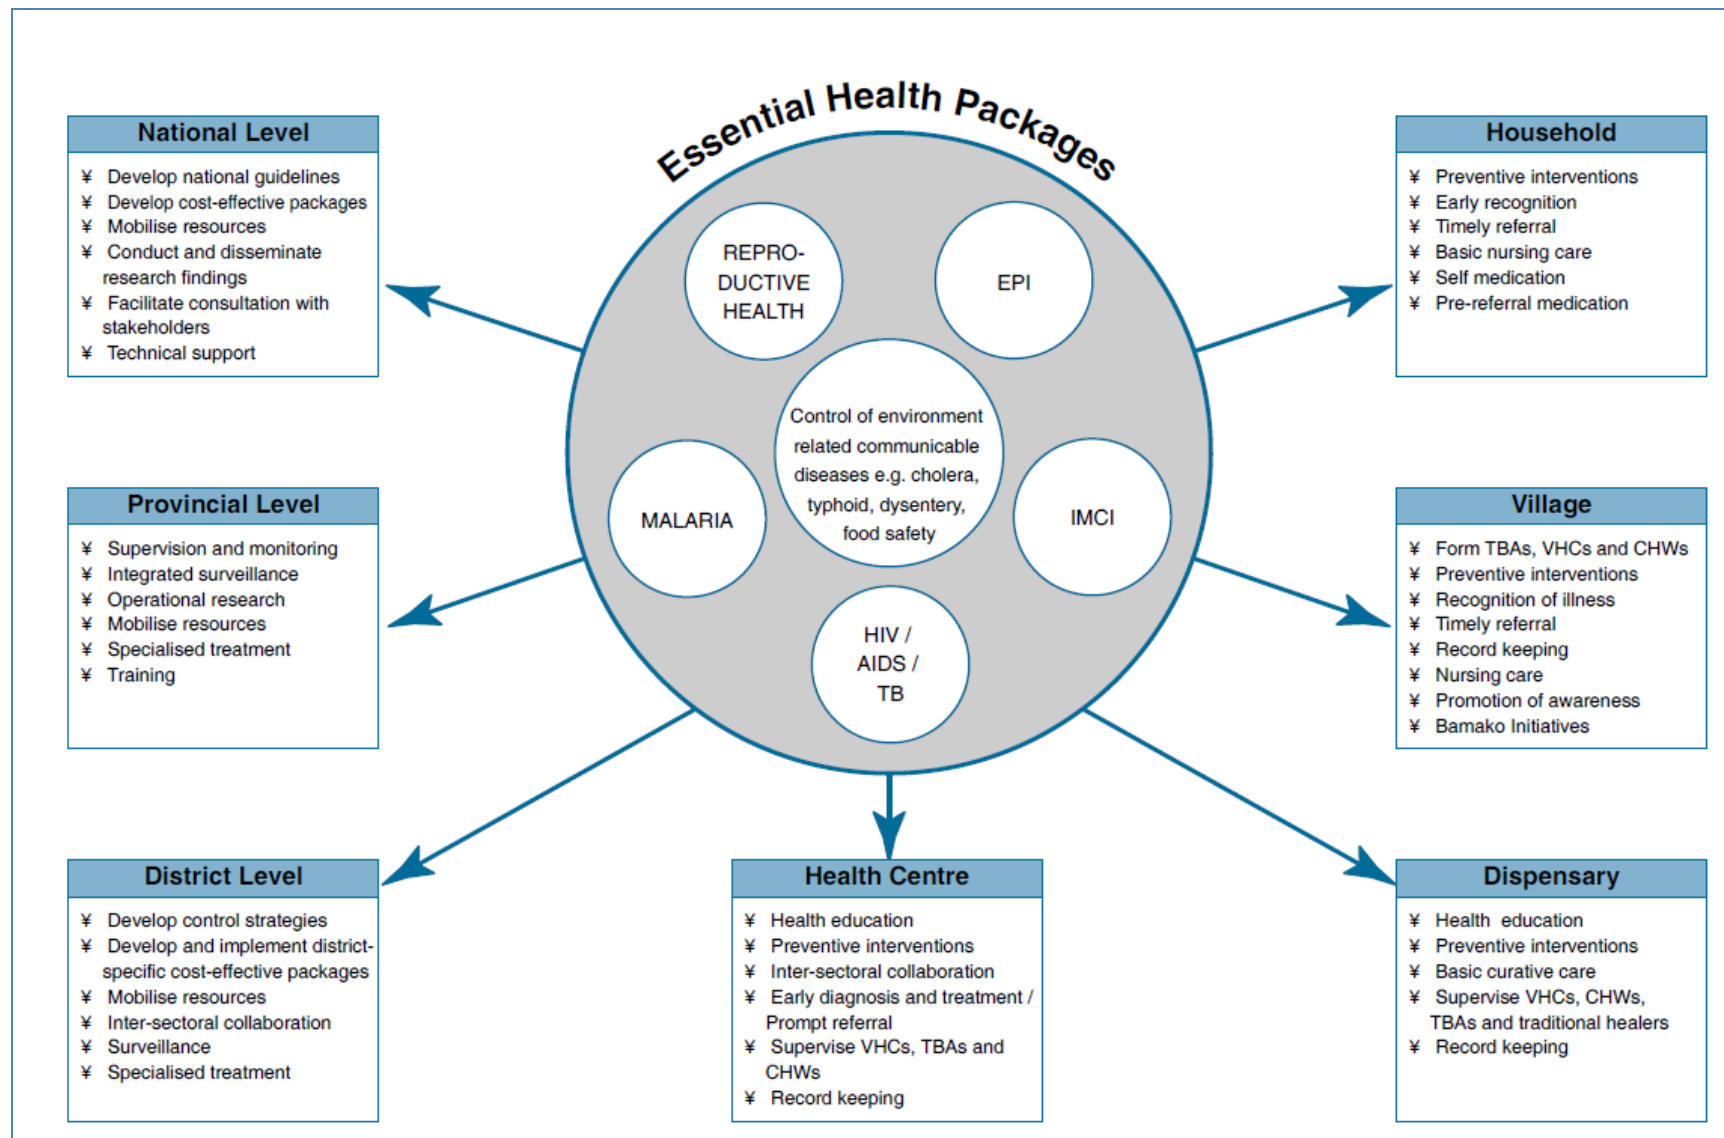 Essential Health Packages
National Level
¥ Develop national guidelines
¥ Develop cost-effective packages
¥ Mobilise resources
¥ Conduct and disseminate
research findings
¥ Facilitate consultation with
stakeholders
¥ Technical support
Provincial Level
¥ Supervision and monitoring
¥ Integrated surveillance
¥ Operational research
¥ Mobilise resources
¥ Specialised treatment
¥ Training
District Level
¥ Develop control strategies
¥ Develop and implement district-
specific cost-effective packages
¥ Mobilise resources
¥ Inter-sectoral collaboration
¥ Surveillance
¥ Specialised treatment
REPRO-
DUCTIVE
HEALTH
EPI
Control of environment
related communicable
diseases e.g. cholera,
typhoid, dysentery,
food safety
MALARIA
IMCI
HIV /
AIDS /
TB
Health Centre
¥ Health education
¥ Preventive interventions
¥ Inter-sectoral collaboration
¥ Early diagnosis and treatment /
Prompt referral
¥ Supervise VHCs, TBAs and
CHWs
¥ Record keeping
Household
¥ Preventive interventions
¥ Early recognition
¥ Timely referral
¥ Basic nursing care
¥ Self medication
¥ Pre-referral medication
Village
¥ Form TBAs, VHCs and CHWs
¥ Preventive interventions
¥ Recognition of illness
¥ Timely referral
¥ Record keeping
¥ Nursing care
¥ Promotion of awareness
¥ Bamako Initiatives
Dispensary
¥ Health education
¥ Preventive interventions
¥ Basic curative care
¥ Supervise VHCs, CHWs,
TBAs and traditional healers
¥ Record keeping